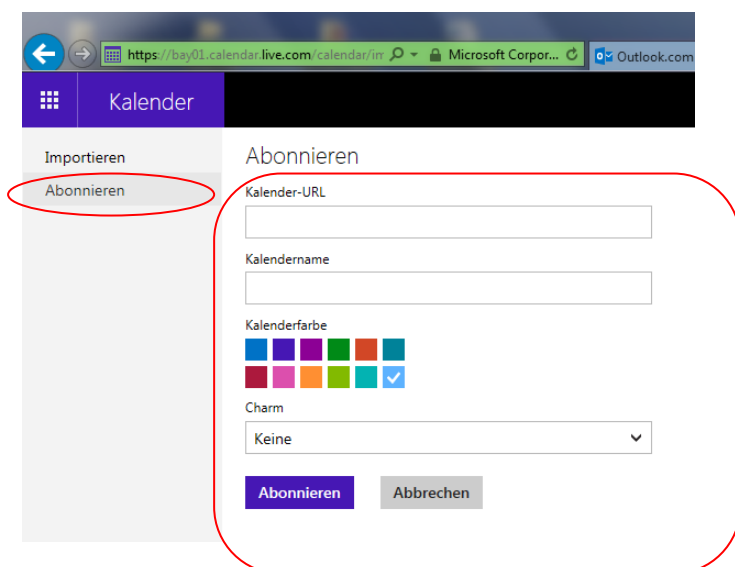 https://bay01.calendar.live.com/calendar/im
Microsoft Corpor...
Outlook.com
Kalender
Importieren
Abonnieren
Abonnieren
Kalender-URL
Kalendername
Kalenderfarbe
Charm
Keine
Abonnieren
Abbrechen